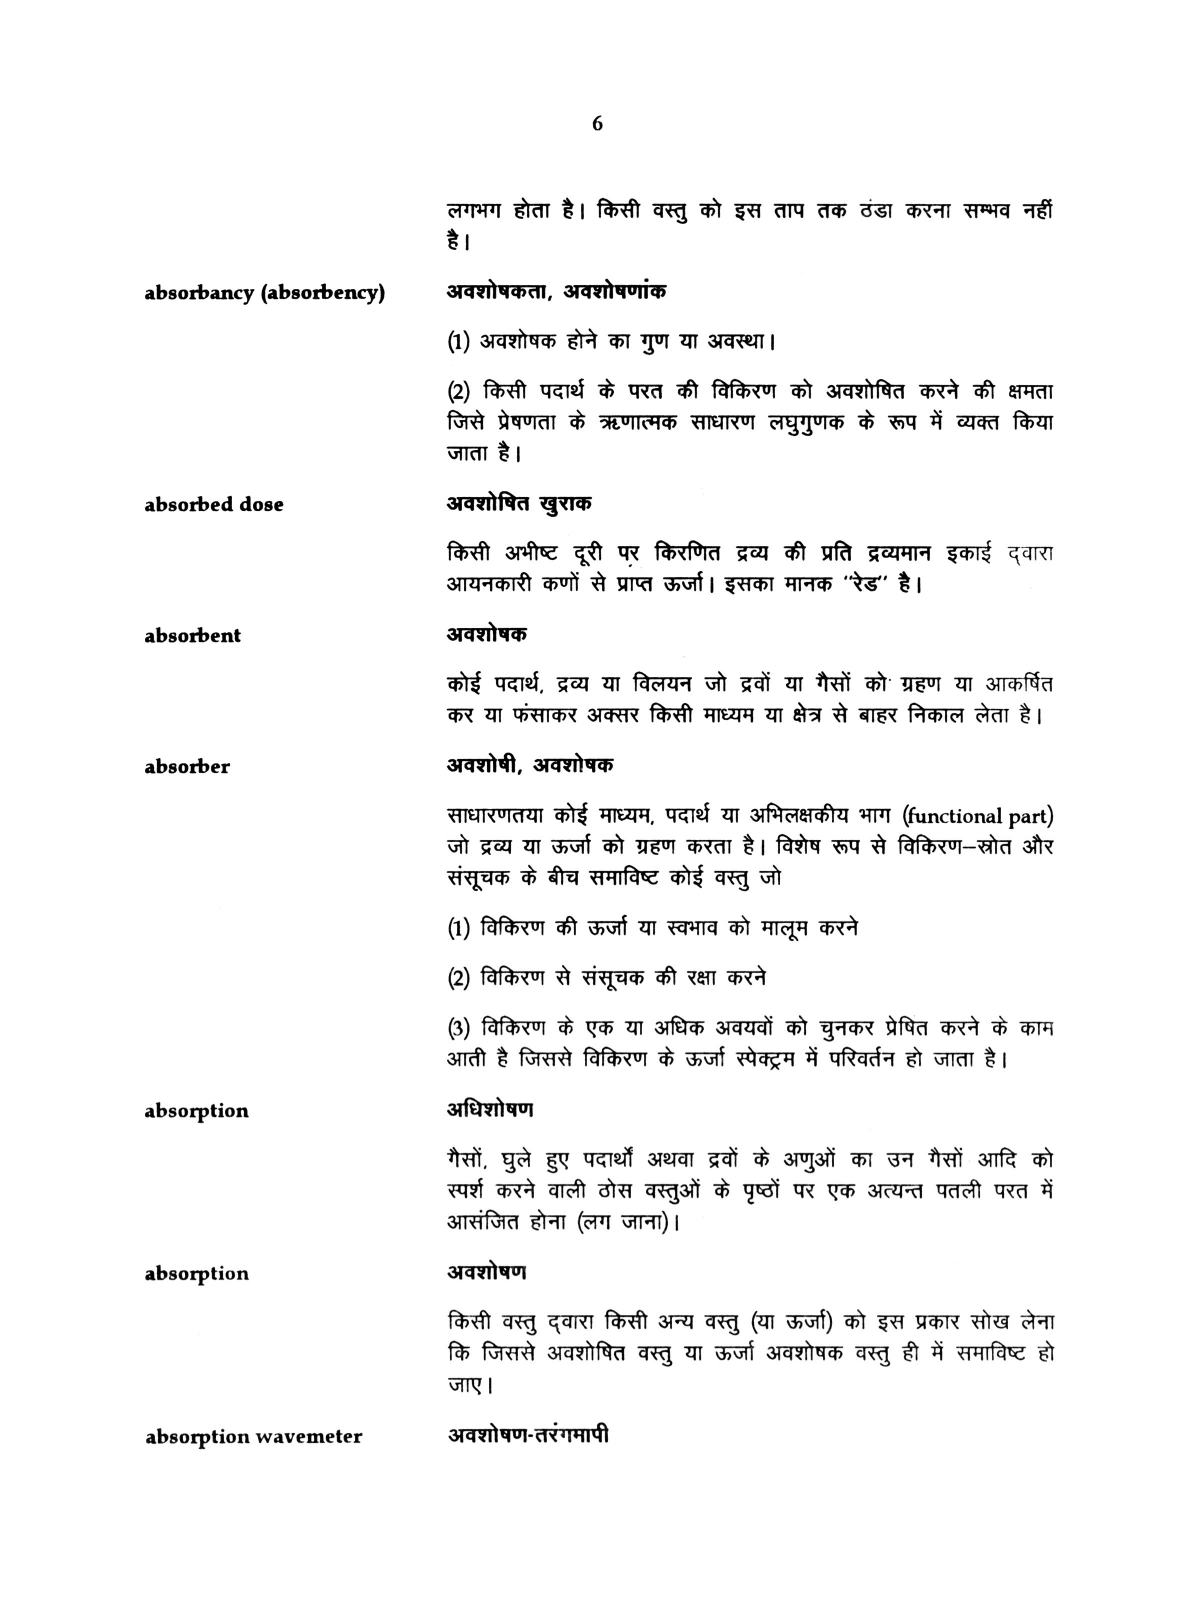 6
लगभग होता है। किसी वस्तु को इस ताप तक ठंडा करना सम्भव नहीं
है।
absorbancy (absorbency) अवशोषकता, अवशोषणांक
(1) अवशोषक होने का गुण या अवस्था।
(2) किसी पदार्थ के परत की विकिरण को अवशोषित करने की क्षमता
जिसे प्रेषणता के ऋणात्मक साधारण लघुगुणक के रूप में व्यक्त किया
जाता है।
absorbed dose अवशोषित खुराक
किसी अभीष्ट दूरी पर किरणित द्रव्य की प्रति द्रव्यमान इकाई द्वारा
आयनकारी कणों से प्राप्त ऊर्जा। इसका मानक "रेड" है।
absorbent अवशोषक
कोई पदार्थ, द्रव्य या विलयन जो द्रवों या गैसों को ग्रहण या आकर्षित
कर या फंसाकर अक्सर किसी माध्यम या क्षेत्र से बाहर निकाल लेता है।
absorber अवशोषी, अवशोषक
साधारणतया कोई माध्यम, पदार्थ या अभिलक्षकीय भाग (functional part)
जो द्रव्य या ऊर्जा को ग्रहण करता है। विशेष रूप से विकिरण–स्रोत और
संसूचक के बीच समाविष्ट कोई वस्तु जो
(1) विकिरण की ऊर्जा या स्वभाव को मालूम करने
(2) विकिरण से संसूचक की रक्षा करने
(3) विकिरण के एक या अधिक अवयवों को चुनकर प्रेषित करने के काम
आती है जिससे विकिरण के ऊर्जा स्पेक्ट्रम में परिवर्तन हो जाता है।
absorption अधिशोषण
गैसों, घुले हुए पदार्थों अथवा द्रवों के अणुओं का उन गैसों आदि को
स्पर्श करने वाली ठोस वस्तुओं के पृष्ठों पर एक अत्यन्त पतली परत में
आसंजित होना (लग जाना)।
absorption अवशोषण
किसी वस्तु द्वारा किसी अन्य वस्तु (या ऊर्जा) को इस प्रकार सोख लेना
कि जिससे अवशोषित वस्तु या ऊर्जा अवशोषक वस्तु ही में समाविष्ट हो
जाए।
absorption wavemeter अवशोषण-तरंगमापी